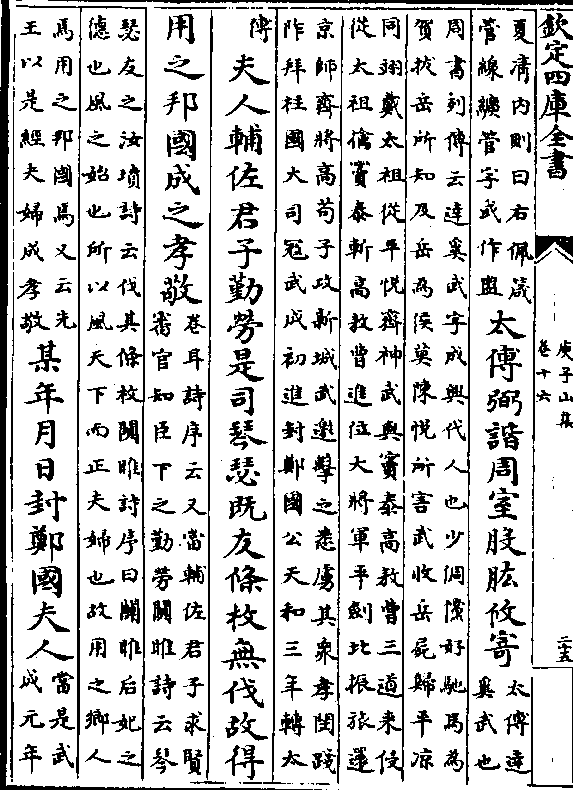 欽定四庫全書
庾子山集
卷十六
二十五
夏凊内則曰右佩箴
管線纊管字或作盥
太傅弼諧周室股肱攸寄
太傅達
奚武也
周書列傳云達奚武字成興代人也少倜儻好馳馬為
賀拔岳所知及岳為侯莫陳悅所害武收岳屍歸平凉
同翊戴太祖從平悅齊神武與竇泰高敖曹三道来侵
從太祖擒竇泰斬高敖曹進位大將軍平劍北振旅還
京師齊將高苟子攻新城武邀擊之悉虜其衆孝閔踐
阼拜柱國大司冦武成初進封鄭國公天和三年轉太
傅
夫人輔佐君子勤勞是司琴瑟既友條枚無伐故得
用之邦國成之孝敬
卷耳詩序云又當輔佐君子求賢
審官知臣下之勤勞闗雎詩云琴
瑟友之汝墳詩云伐其條枚闗雎詩序曰闗雎后妃之
德也風之始也所以風天下而正夫婦也故用之鄉人
焉用之邦國焉又云先
王以是經夫婦成孝敬
某年月日封鄭國夫人
當是武
成元年